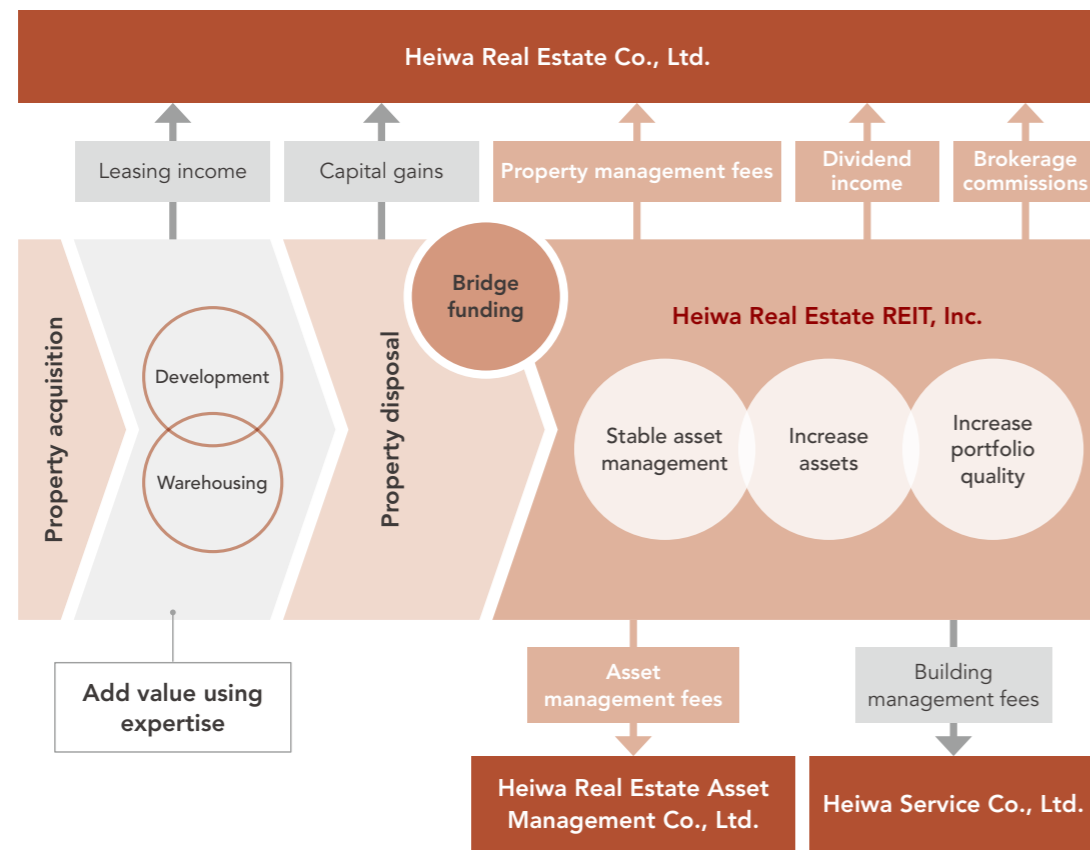 Heiwa Real Estate Co., Ltd.
Leasing income
Capital gains
Property management fees
Dividend
income
Brokerage
commissions
Property acquisition
Development
Warehousing
Property disposal
Bridge
funding
Heiwa Real Estate REIT, Inc.
Stable asset
management
Increase
assets
Increase
portfolio
quality
Add value using
expertise
Asset
management fees
Building
management fees
Heiwa Real Estate Asset
Management Co., Ltd.
Heiwa Service Co., Ltd.